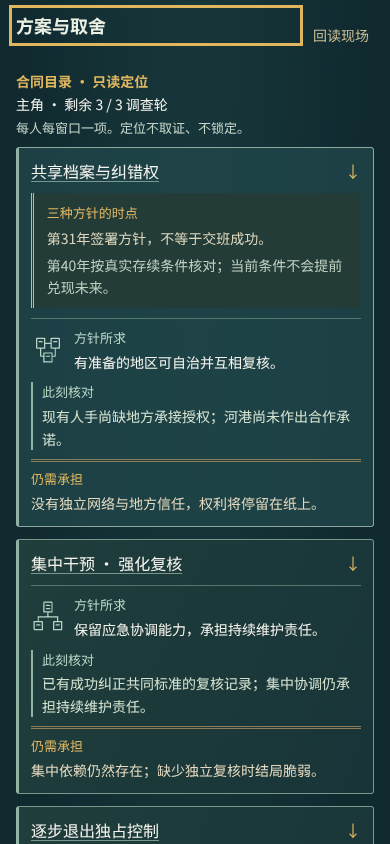 方案与取舍
回读现场
合同目录 · 只读定位
主角 · 剩余 3 / 3 调查轮
每人每窗口一项。定位不取证、不锁定。
共享档案与纠错权 ↓
三种方针的时点
第31年签署方针，不等于交班成功。
第40年按真实存续条件核对；当前条件不会提前
兑现未来。
方针所求
有准备的地区可自治并互相复核。
此刻核对
现有人手尚缺地方承接授权；河港尚未作出合作承
诺。
仍需承担
没有独立网络与地方信任，权利将停留在纸上。
集中干预 · 强化复核 ↓
方针所求
保留应急协调能力，承担持续维护责任。
此刻核对
已有成功纠正共同标准的复核记录；集中协调仍承
担持续维护责任。
仍需承担
集中依赖仍然存在；缺少独立复核时结局脆弱。
逐步退出独占控制 ↓